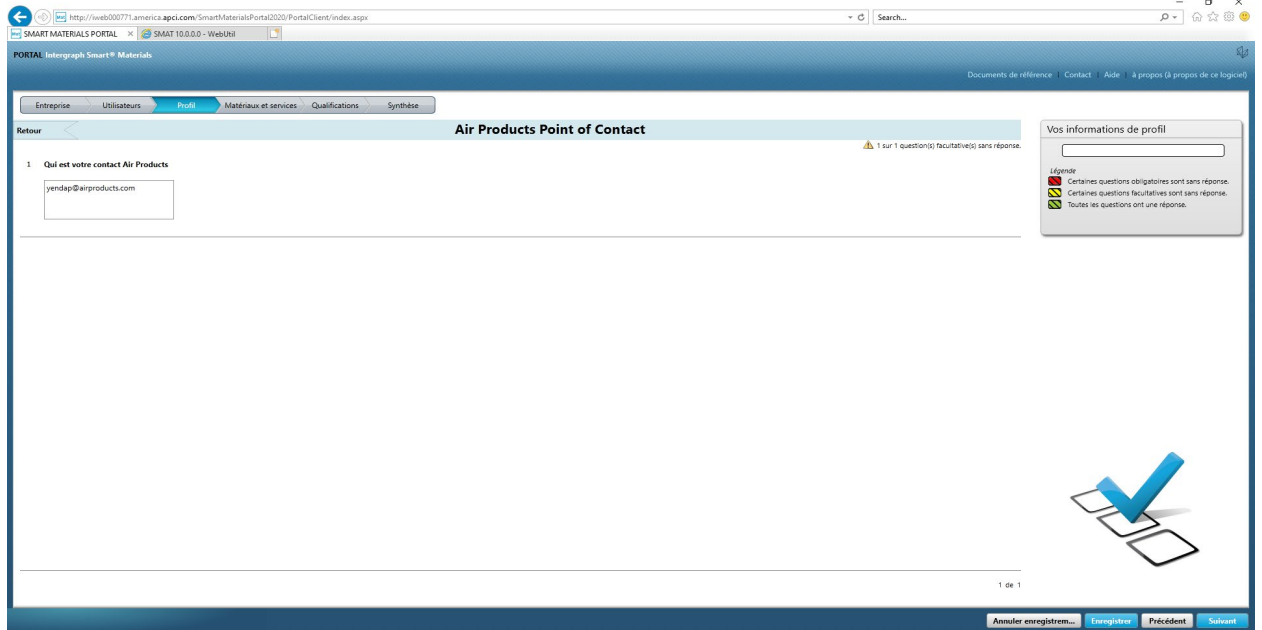 http://iweb000771.america.apci.com/SmartMaterialsPortal2020/PortalClient/index.aspx
Search...
SMART MATERIALS PORTAL
SMAT 10.0.0.0 - WebUtil
PORTAL Intergraph Smart® Materials
Documents de référence | Contact | Aide | à propos (à propos de ce logiciel)
Entreprise Utilisateurs Profil Matériaux et services Qualifications Synthèse
Retour
Air Products Point of Contact
Vos informations de profil
1 sur 1 question(s) facultative(s) sans réponse.
1 Qui est votre contact Air Products
yendap@airproducts.com
Légende
Certaines questions obligatoires sont sans réponse.
Certaines questions facultatives sont sans réponse.
Toutes les questions ont une réponse.
1 de 1
Annuler enregistrem... Enregistrer Précédent Suivant